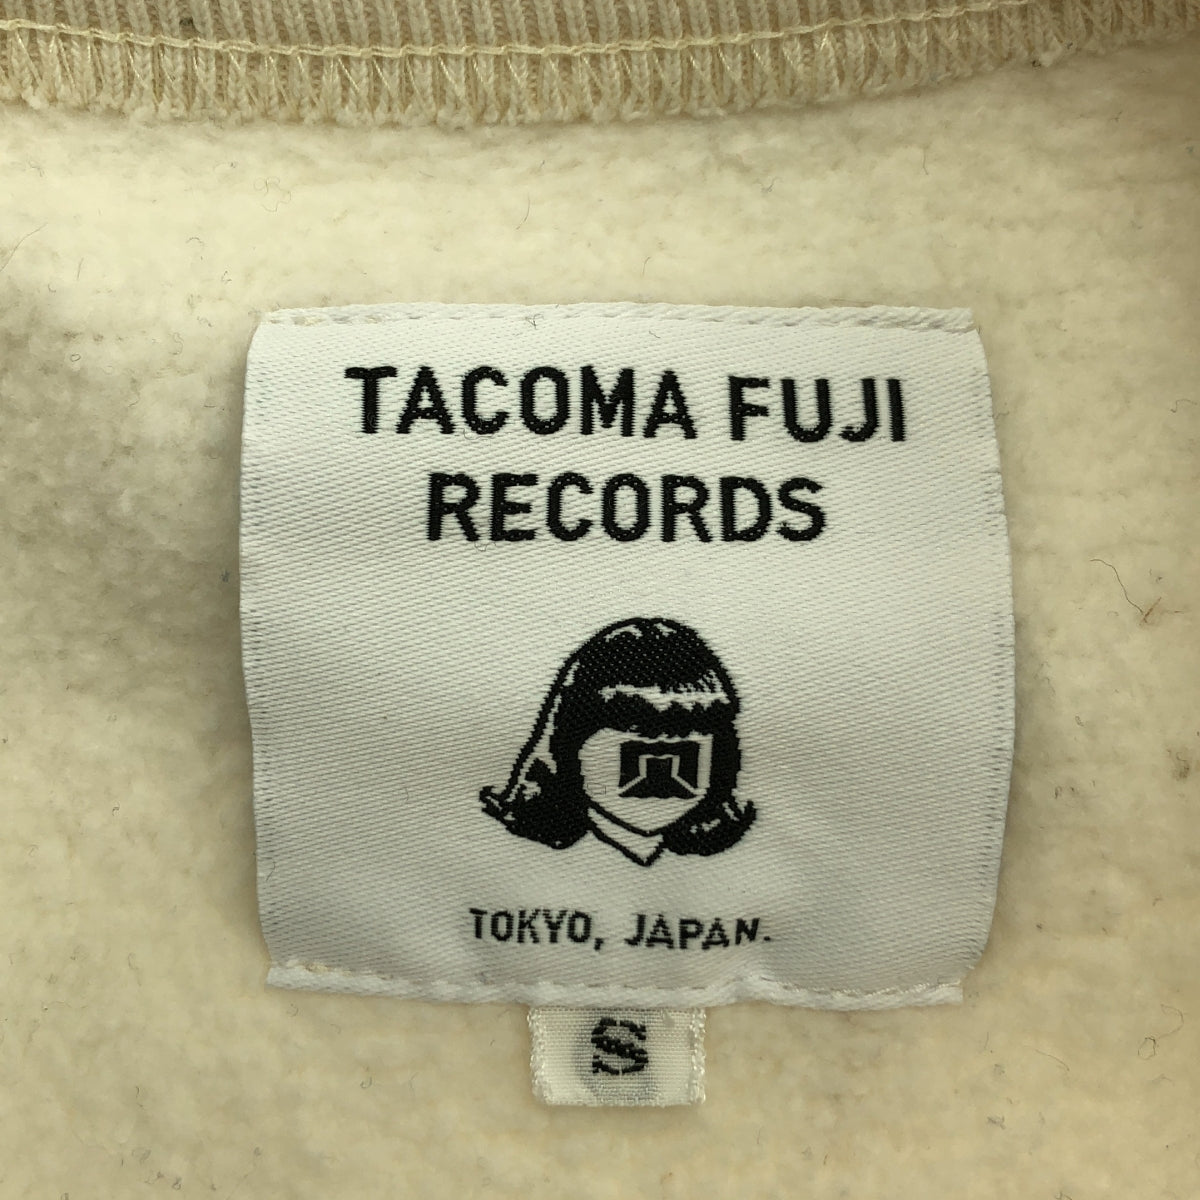 TACOMA FUJI
RECORDS
TOKYO, JAPAN.
S